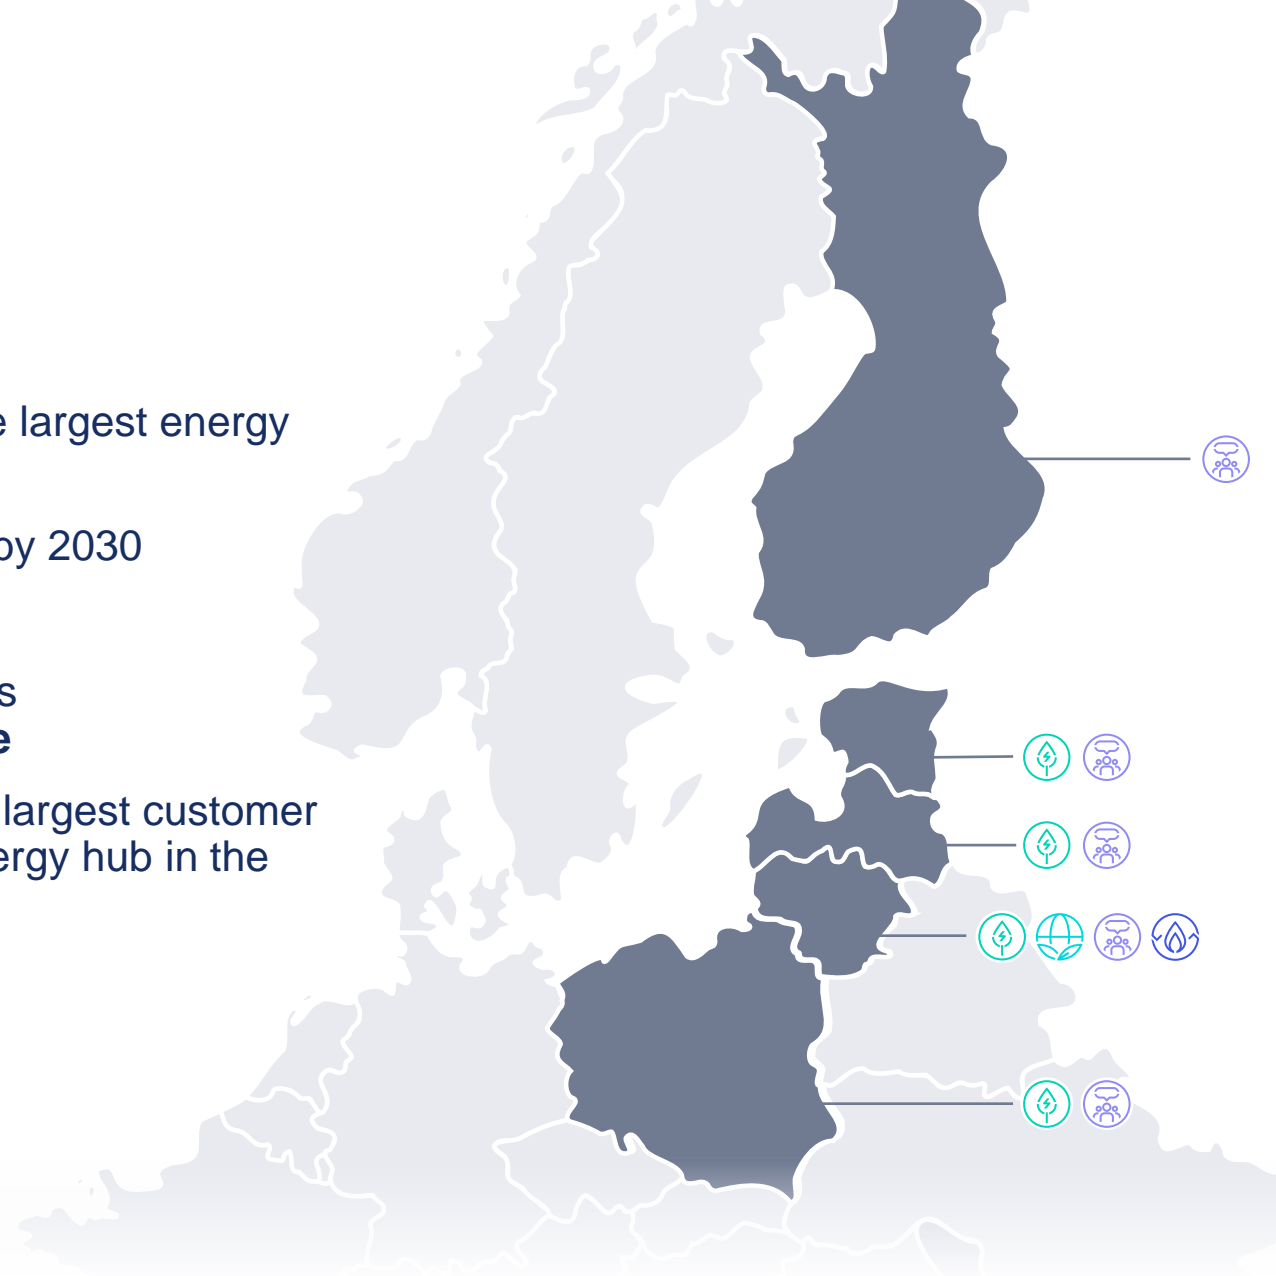 largest energy
by 2030
s
e
largest customer
ergy hub in the